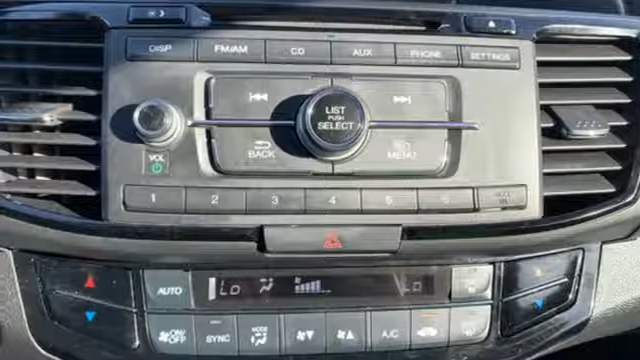 DISP FM/AM CD AUX PHONE SETTINGS
LIST
PUSH
SELECT
VOL
BACK MENU
1 2 3 4 5 6
AUTO Lo Lo
ON/OFF SYNC MODE A/C